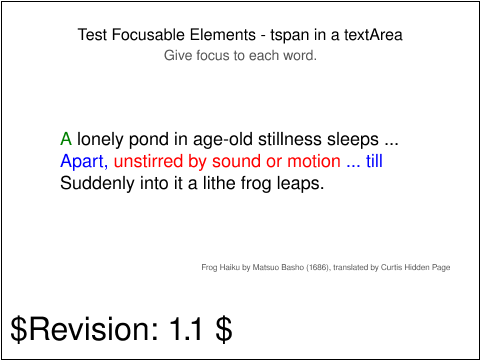 Test Focusable Elements - tspan in a textArea
Give focus to each word.
A lonely pond in age-old stillness sleeps ...
Apart, unstirred by sound or motion ... till
Suddenly into it a lithe frog leaps.
Frog Haiku by Matsuo Basho (1686), translated by Curtis Hidden Page
$Revision: 1.1 $